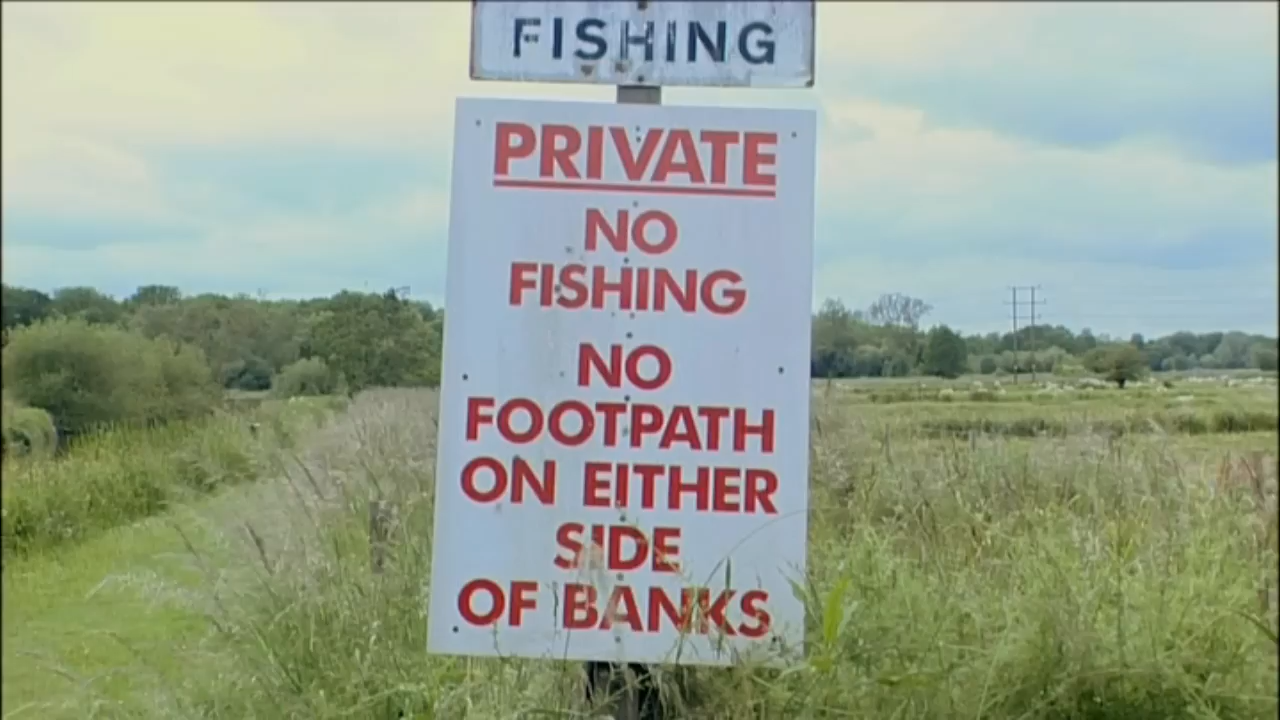 FISHING
PRIVATE
NO
FISHING
NO
FOOTPATH
ON EITHER
SIDE
OF BANKS